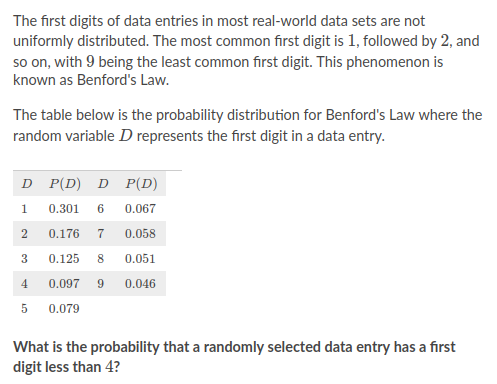 The first digits of data entries in most real-world data sets are not
uniformly distributed. The most common first digit is 1, followed by 2, and
so on, with 9 being the least common first digit. This phenomenon is
known as Benford's Law.
The table below is the probability distribution for Benford's Law where the
random variable D represents the first digit in a data entry.
D P(D) D P(D)
1 0.301 6 0.067
2 0.176 7 0.058
3 0.125 8 0.051
4 0.097 9 0.046
5 0.079
What is the probability that a randomly selected data entry has a first
digit less than 4?